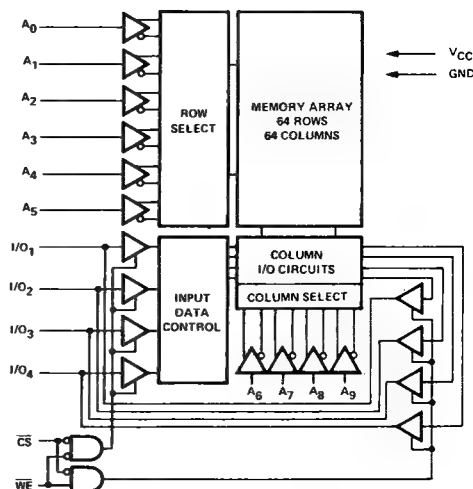 A0
A1
A2
A3
A4
A5
ROW
SELECT
MEMORY ARRAY
64 ROWS
64 COLUMNS
VCC
GND
I/O1
I/O2
I/O3
I/O4
INPUT
DATA
CONTROL
COLUMN
I/O CIRCUITS
COLUMN SELECT
A6
A7
A8
A9
CS
WE